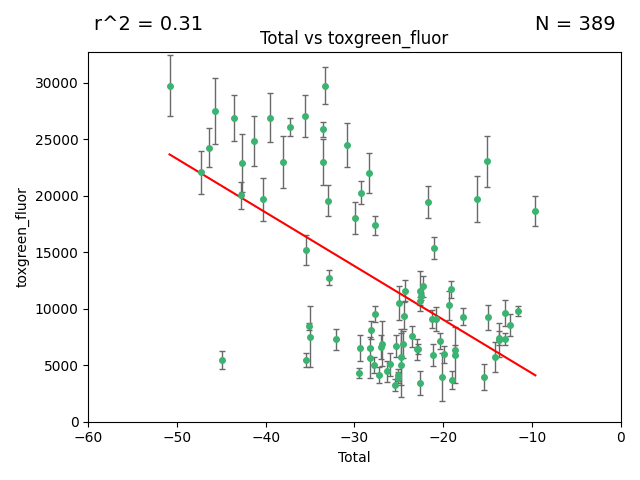 r^2 = 0.31
N = 389
Total vs toxgreen_fluor
30000
25000
20000
15000
10000
5000
0
toxgreen_fluor
−60
−50
−40
−30
−20
−10
0
Total